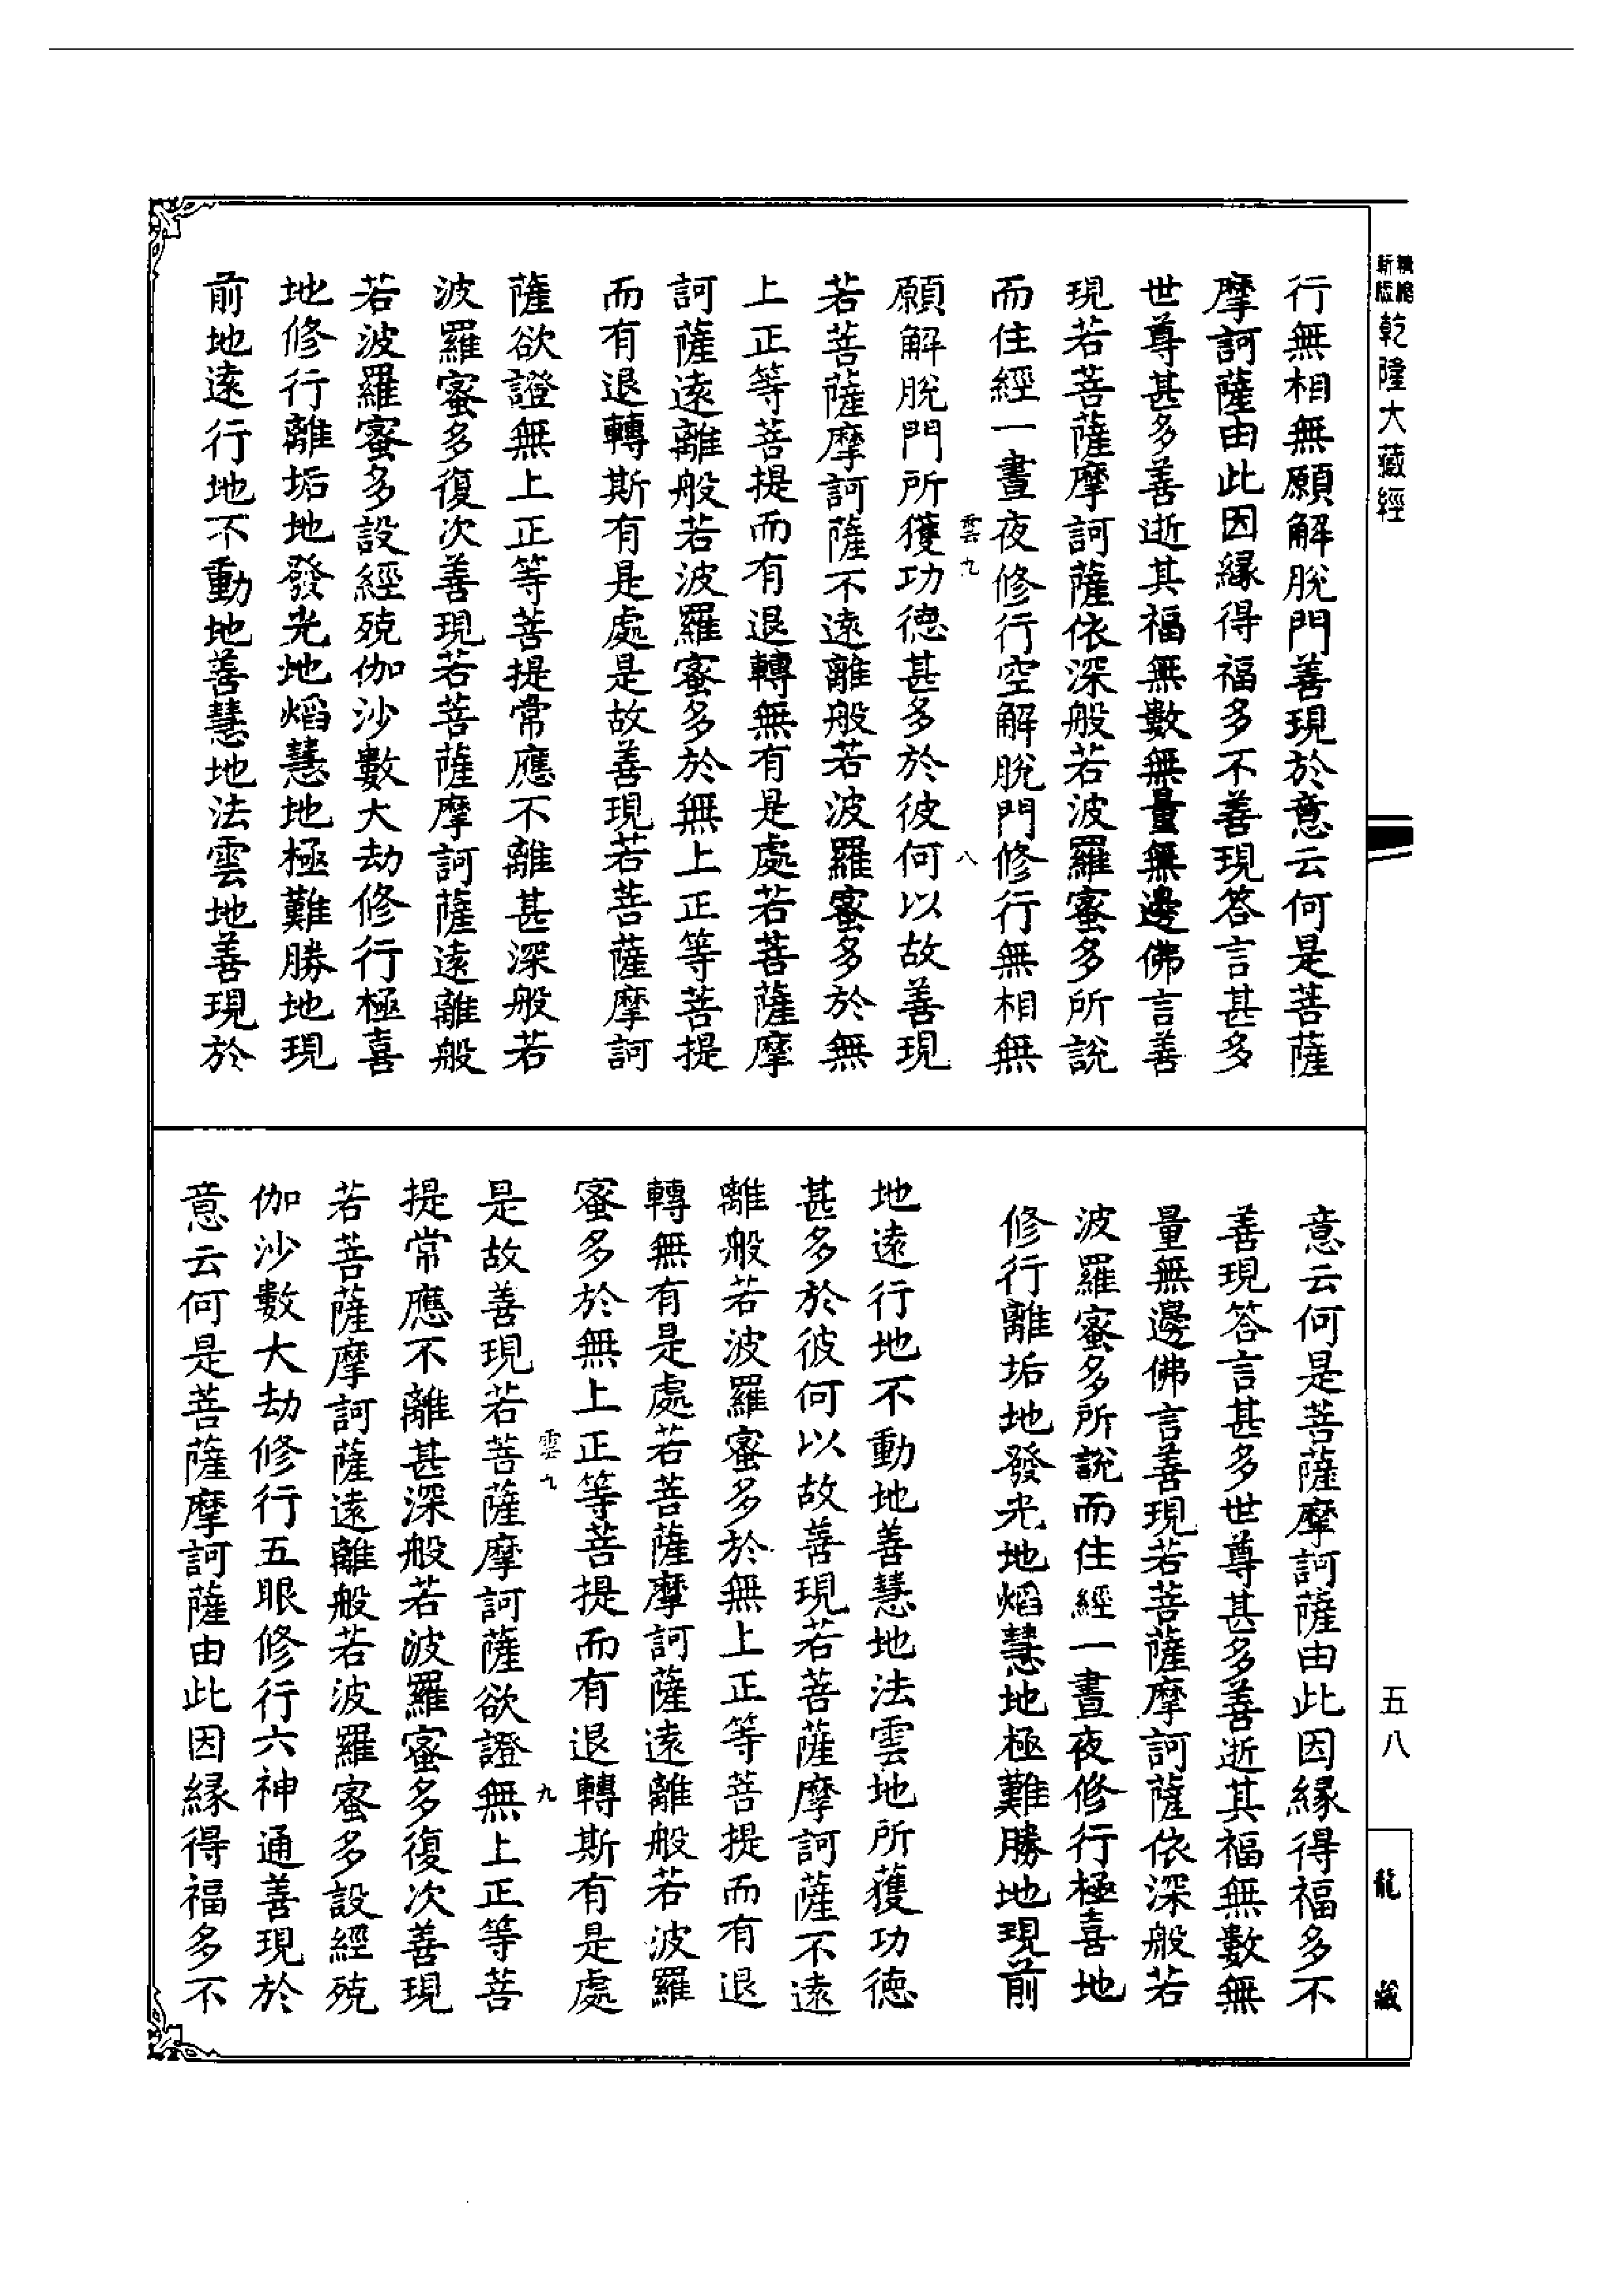 精縮新版乾隆大藏經
行無相無願解脫門善現於意云何是菩薩
摩訶薩由此因緣得福多不善現答言甚多
世尊甚多善逝其福無數無量無邊佛言善
現若菩薩摩訶薩依深般若波羅蜜多所說
而住經一晝夜修行空解脫門修行無相無
雲九
八
願解脫門所獲功德甚多於彼何以故善現
若菩薩摩訶薩不遠離般若波羅蜜多於無
上正等菩提而有退轉無有是處若菩薩摩
訶薩遠離般若波羅蜜多於無上正等菩提
而有退轉斯有是處是故善現若菩薩摩訶
薩欲證無上正等菩提常應不離甚深般若
波羅蜜多復次善現若菩薩摩訶薩遠離般
若波羅蜜多設經殑伽沙數大劫修行極喜
地修行離垢地發光地焰慧地極難勝地現
前地遠行地不動地善慧地法雲地善現於
意云何是菩薩摩訶薩由此因緣得福多不
善現答言甚多世尊甚多善逝其福無數無
量無邊佛言善現若菩薩摩訶薩依深般若
波羅蜜多所說而住經一晝夜修行極喜地
修行離垢地發光地焰慧地極難勝地現前
地遠行地不動地善慧地法雲地所獲功德
甚多於彼何以故善現若菩薩摩訶薩不遠
離般若波羅蜜多於無上正等菩提而有退
轉無有是處若菩薩摩訶薩遠離般若波羅
蜜多於無上正等菩提而有退轉斯有是處
雲九
九
是故善現若菩薩摩訶薩欲證無上正等菩
提常應不離甚深般若波羅蜜多復次善現
若菩薩摩訶薩遠離般若波羅蜜多設經殑
伽沙數大劫修行五眼修行六神通善現於
意云何是菩薩摩訶薩由此因緣得福多不
五八
龍藏